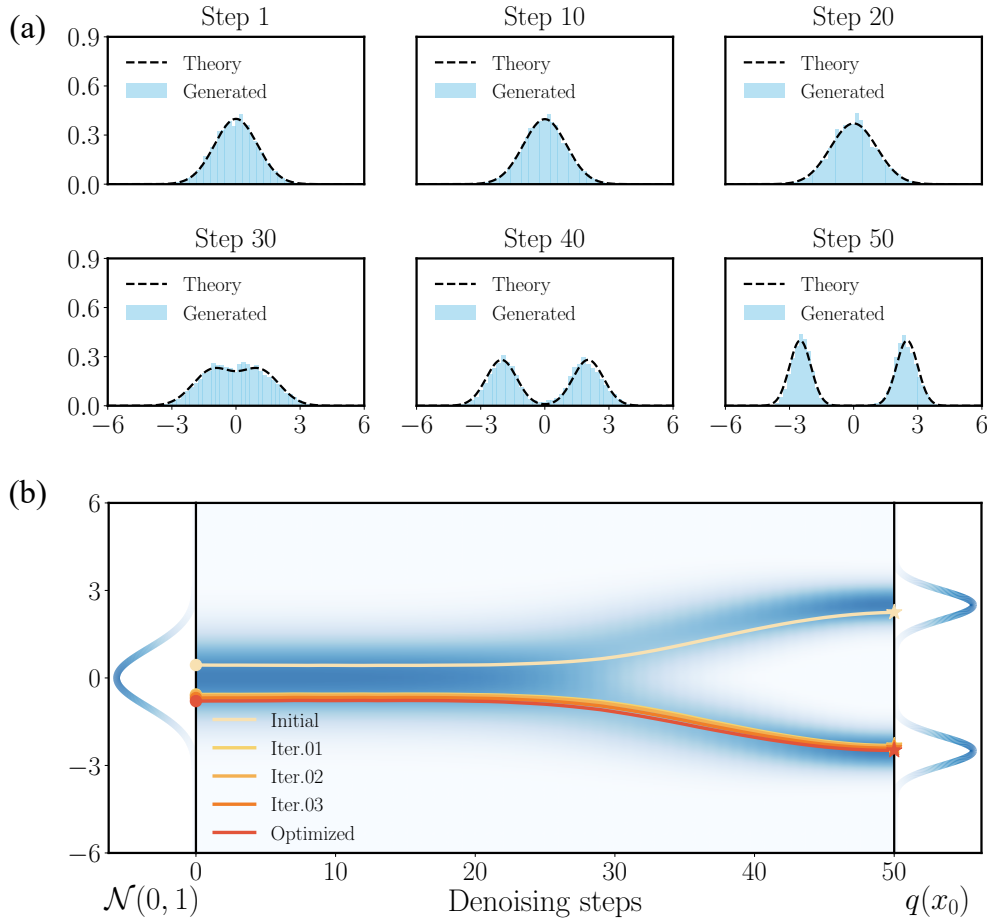 (a)
Step 1
Step 10
Step 20
0.9
0.6
0.3
0.0
Theory
Generated
Theory
Generated
Theory
Generated
Step 30
Step 40
Step 50
0.9
0.6
0.3
0.0
Theory
Generated
Theory
Generated
Theory
Generated
−6 −3 0 3 6
−6 −3 0 3 6
−6 −3 0 3 6
(b)
6
3
0
−3
−6
Initial
Iter.01
Iter.02
Iter.03
Optimized
0 10 20 30 40 50
𝒩(0, 1) Denoising steps q(x₀)